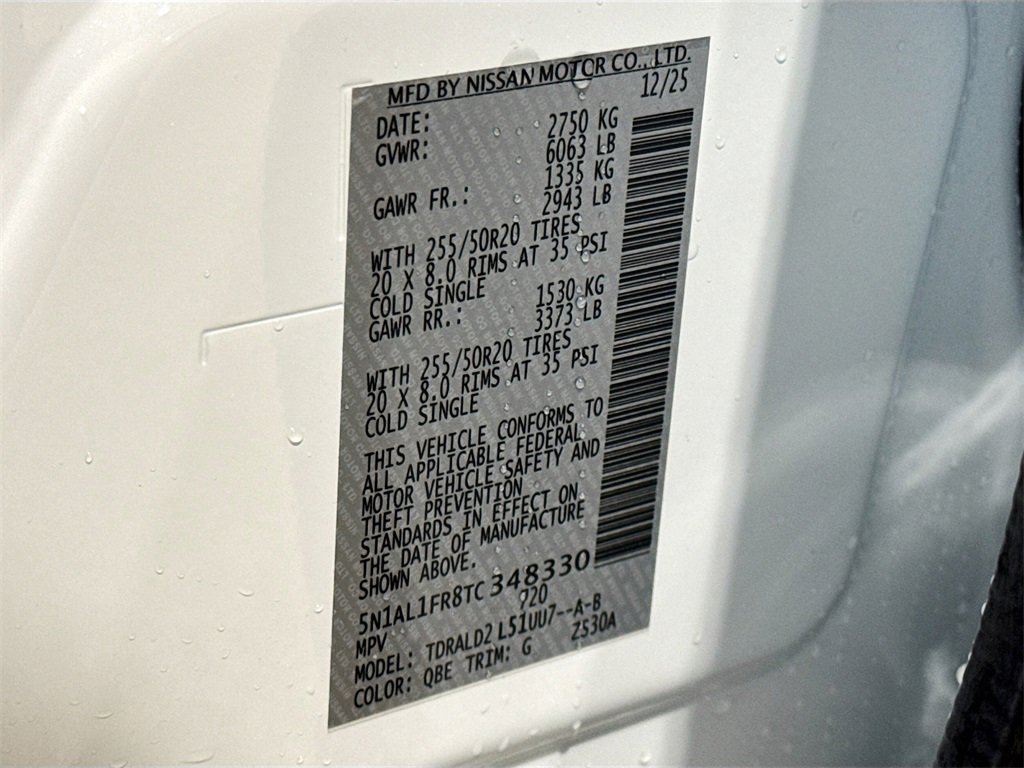 MFD BY NISSAN MOTOR CO., LTD.
DATE: 12/25
GVWR: 2750 KG
6063 LB
GAWR FR.: 1335 KG
2943 LB
WITH 255/50R20 TIRES
20 X 8.0 RIMS AT 35 PSI
COLD SINGLE
GAWR RR.: 1530 KG
3373 LB
WITH 255/50R20 TIRES
20 X 8.0 RIMS AT 35 PSI
COLD SINGLE
THIS VEHICLE CONFORMS TO
ALL APPLICABLE FEDERAL
MOTOR VEHICLE SAFETY AND
THEFT PREVENTION
STANDARDS IN EFFECT ON
THE DATE OF MANUFACTURE
SHOWN ABOVE.
5N1AL1FR8TC348330
MPV 920
MODEL: TDRALD2 L51UU7--A-B
COLOR: QBE TRIM: G Z530A